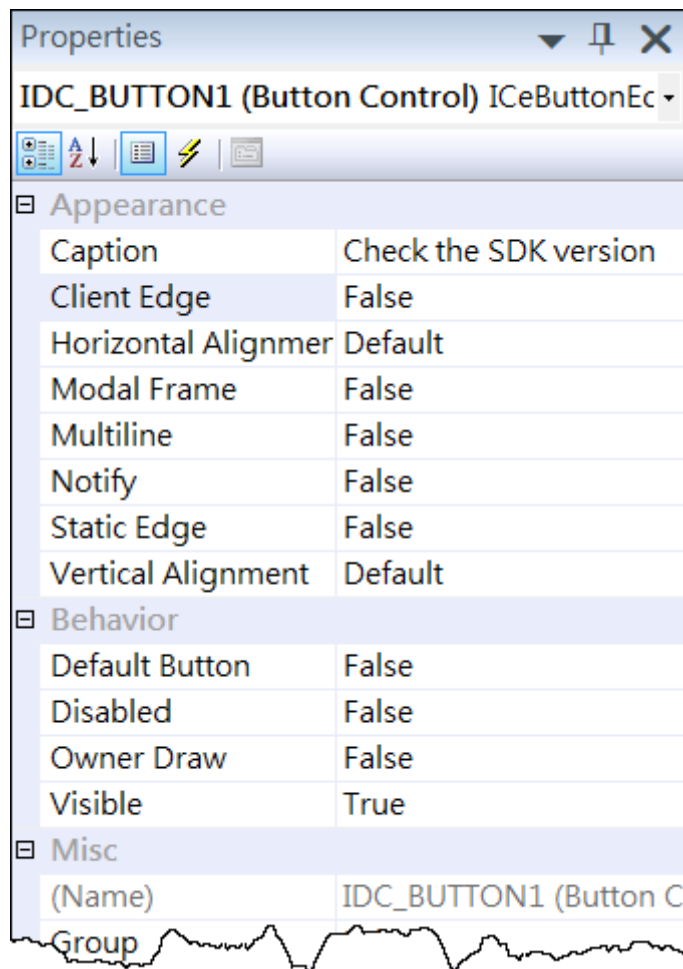 Properties
IDC_BUTTON1 (Button Control) ICeButtonEc
A
Z
Appearance
Caption Check the SDK version
Client Edge False
Horizontal Alignmer Default
Modal Frame False
Multiline False
Notify False
Static Edge False
Vertical Alignment Default
Behavior
Default Button False
Disabled False
Owner Draw False
Visible True
Misc
(Name) IDC_BUTTON1 (Button C
Group